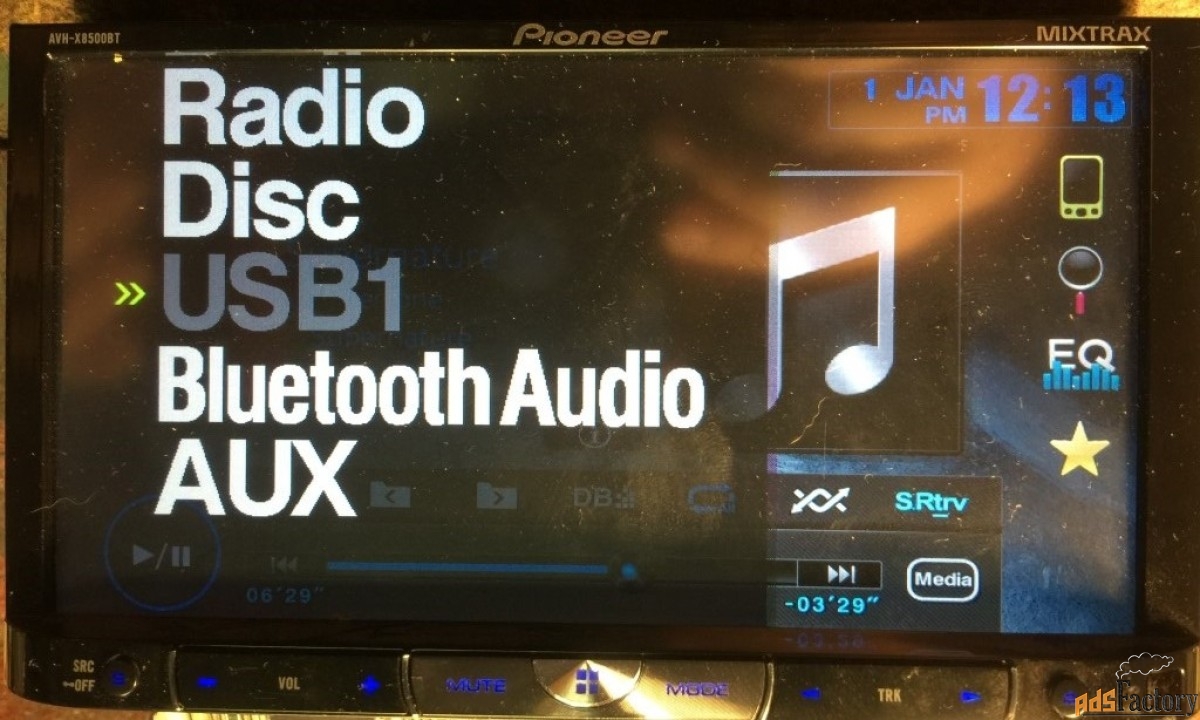 AVH-X8500BT
Pioneer
MIXTRAX
1 JAN
PM 12:13
Radio
Disc
USB1
Bluetooth Audio
AUX
EQ
DB
S.Rtrv
06'29"
-03'29"
Media
SRC
OFF
VOL
MUTE
MODE
TRK
adsFactory